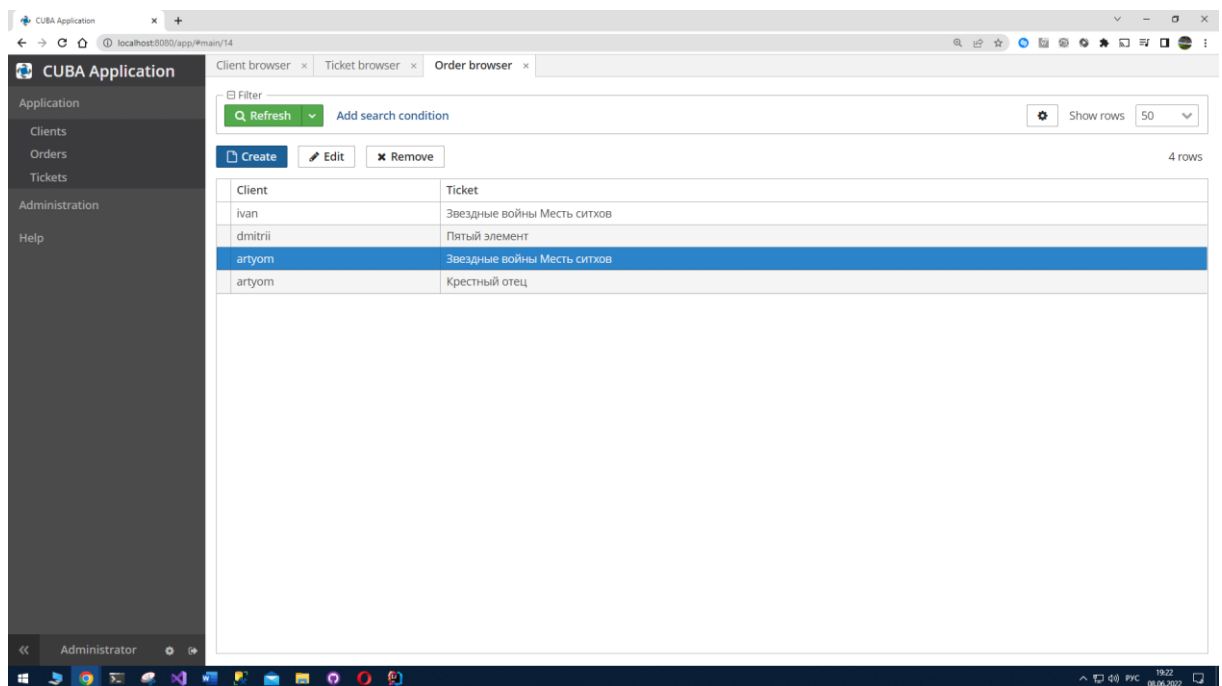 CUBA Application
localhost:8080/app/#main/14
CUBA Application
Client browser Ticket browser Order browser
Application
Clients
Orders
Tickets
Administration
Help
Filter
Refresh Add search condition Show rows 50
Create Edit Remove 4 rows
Client Ticket
ivan Звездные войны Месть ситхов
dmitrii Пятый элемент
artyom Звездные войны Месть ситхов
artyom Крестный отец
Administrator
РУС 19:22
08.06.2022